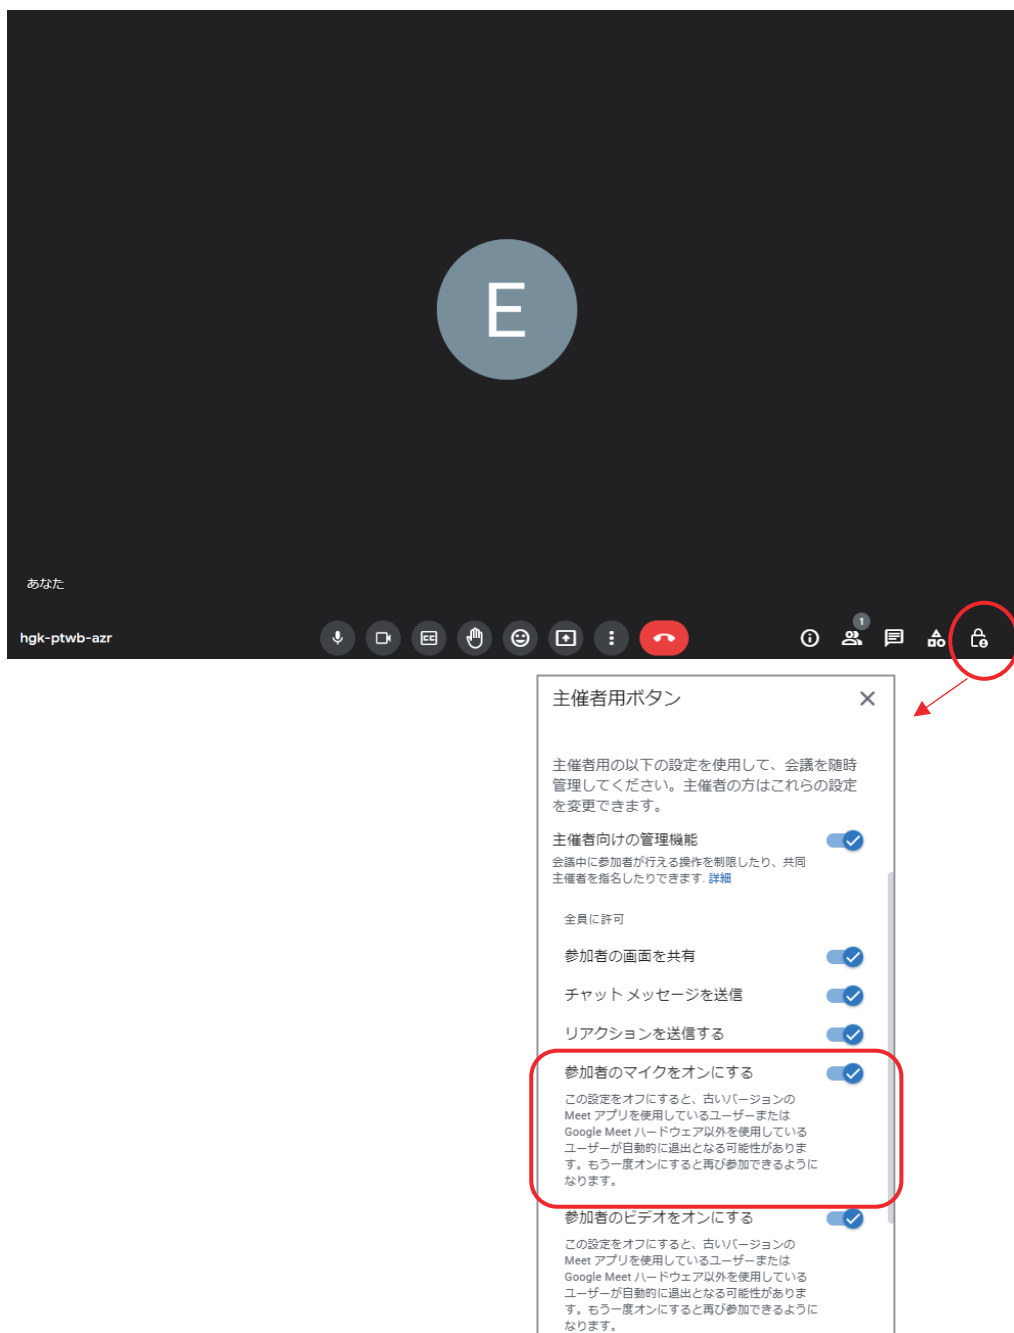 E
あなた
hgk-ptwb-azr
1
主催者用ボタン
主催者用の以下の設定を使用して、会議を随時
管理してください。主催者の方はこれらの設定
を変更できます。
主催者向けの管理機能
会議中に参加者が行える操作を制限したり、共同
主催者を指名したりできます. 詳細
全員に許可
参加者の画面を共有
チャット メッセージを送信
リアクションを送信する
参加者のマイクをオンにする
この設定をオフにすると、古いバージョンの
Meet アプリを使用しているユーザーまたは
Google Meet ハードウェア以外を使用している
ユーザーが自動的に退出となる可能性がありま
す。もう一度オンにすると再び参加できるように
なります。
参加者のビデオをオンにする
この設定をオフにすると、古いバージョンの
Meet アプリを使用しているユーザーまたは
Google Meet ハードウェア以外を使用している
ユーザーが自動的に退出となる可能性がありま
す。もう一度オンにすると再び参加できるように
なります。